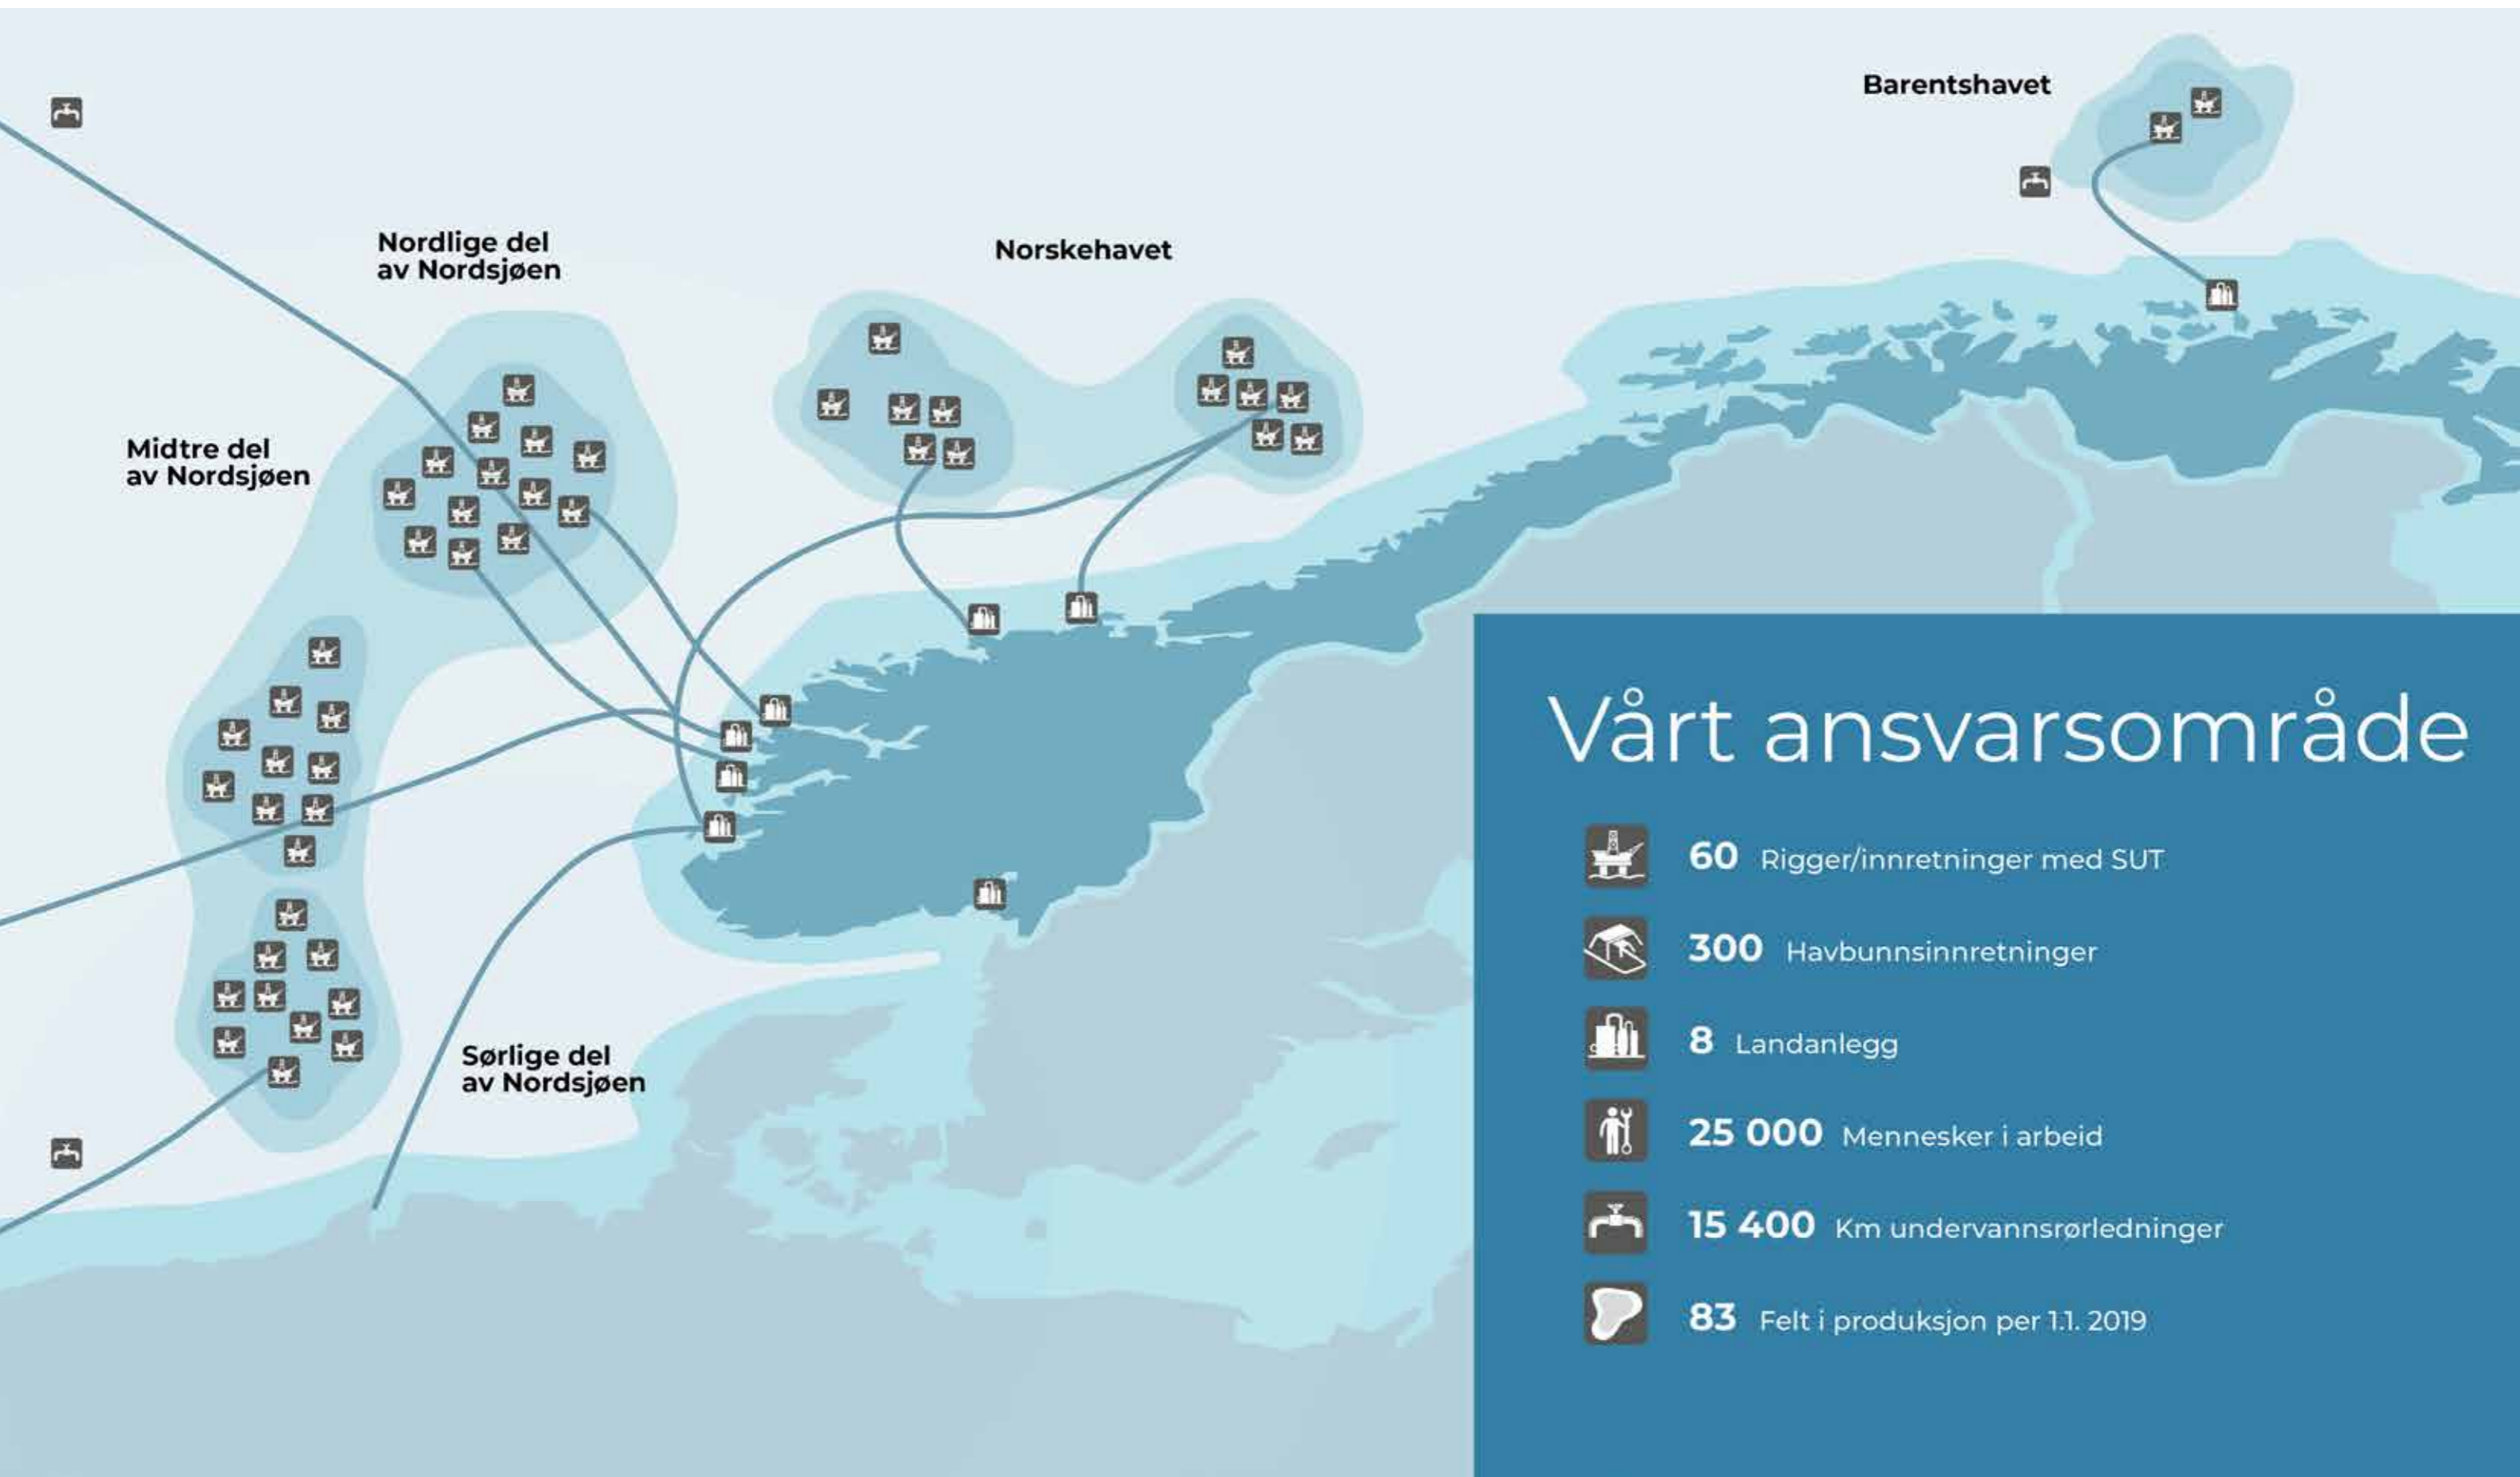 Barentshavet
Nordlige del
av Nordsjøen
Norskehavet
Midtre del
av Nordsjøen
Sørlige del
av Nordsjøen
Vårt ansvarsområde
60 Rigger/innretninger med SUT
300 Havbunnsinnretninger
8 Landanlegg
25 000 Mennesker i arbeid
15 400 Km undervannsrørledninger
83 Felt i produksjon per 1.1. 2019